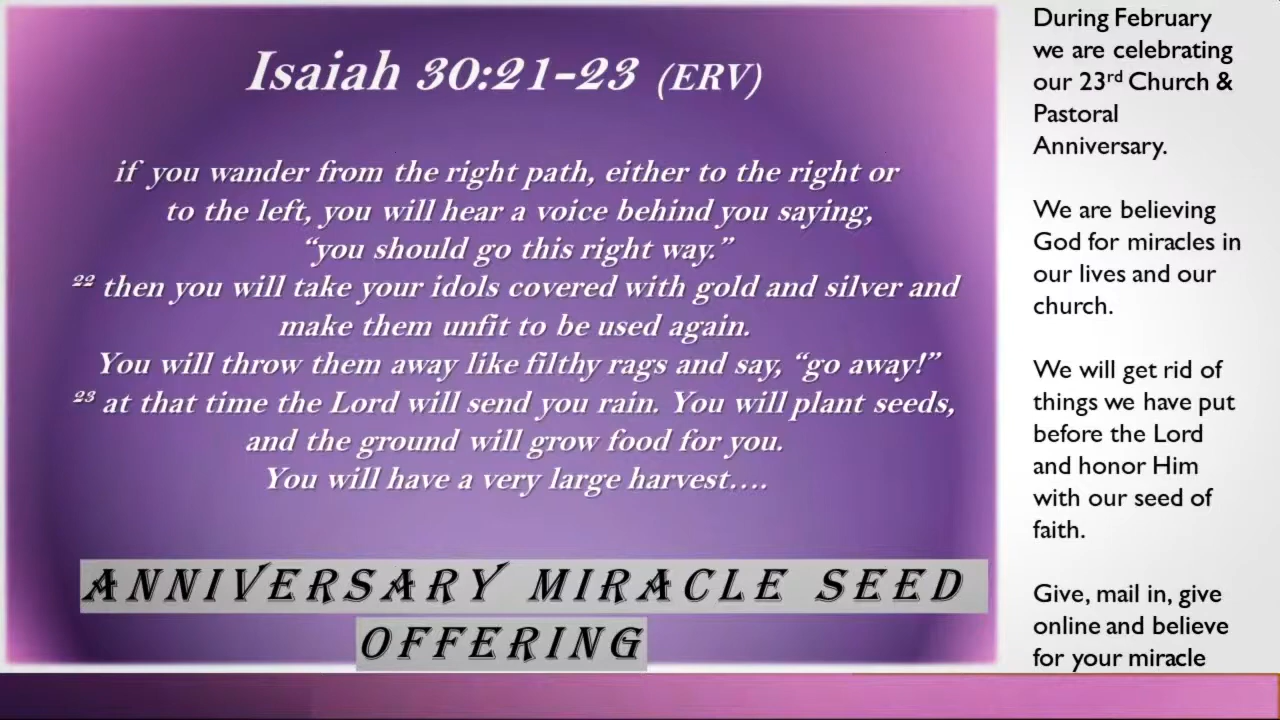 Isaiah 30:21-23 (ERV)
if you wander from the right path, either to the right or
to the left, you will hear a voice behind you saying,
“you should go this right way.”
22 then you will take your idols covered with gold and silver and
make them unfit to be used again.
You will throw them away like filthy rags and say, “go away!”
23 at that time the Lord will send you rain. You will plant seeds,
and the ground will grow food for you.
You will have a very large harvest….
ANNIVERSARY MIRACLE SEED
OFFERING
During February
we are celebrating
our 23rd Church &
Pastoral
Anniversary.
We are believing
God for miracles in
our lives and our
church.
We will get rid of
things we have put
before the Lord
and honor Him
with our seed of
faith.
Give, mail in, give
online and believe
for your miracle